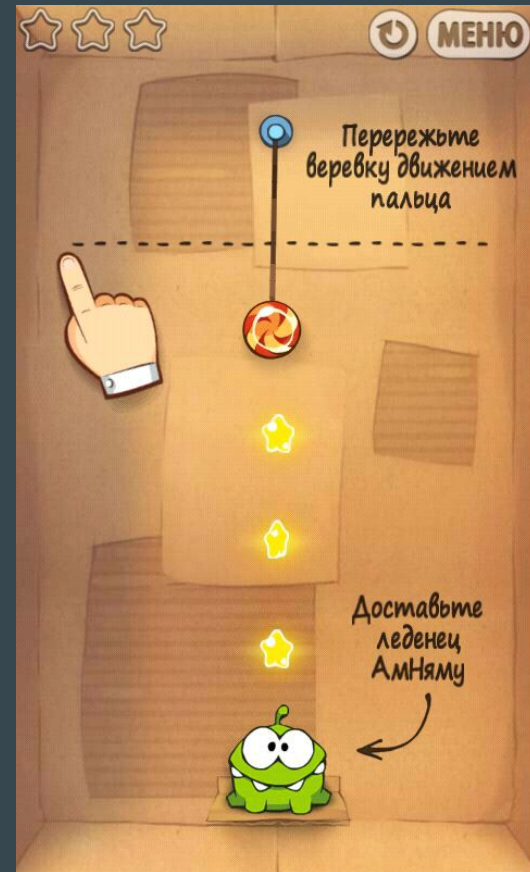 МЕНЮ
Перережьте
веревку движением
пальца
Доставьте
леденец
АмНяму